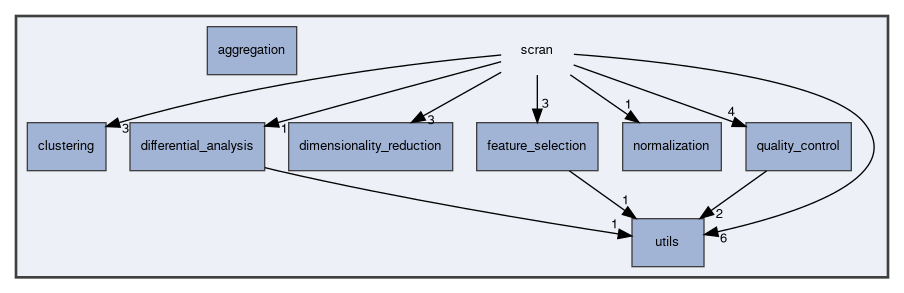 aggregation
scran
3
1
3
3
1
4
clustering
differential_analysis
dimensionality_reduction
feature_selection
normalization
quality_control
1
1
2
6
utils